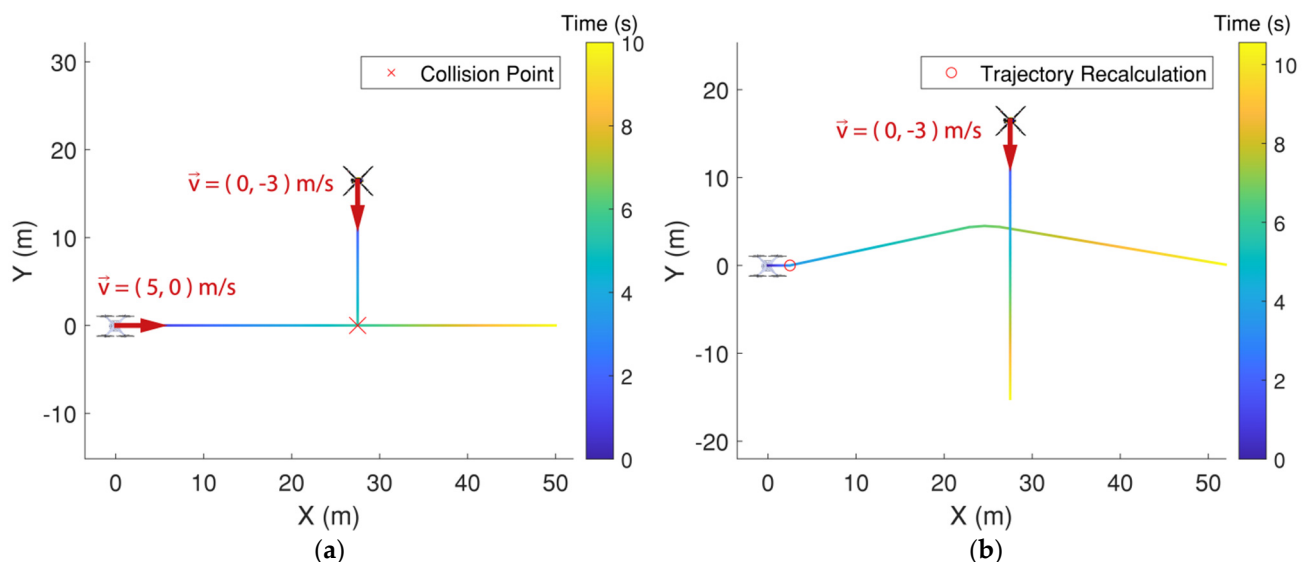 Time (s)
30
20
10
0
-10
Y (m)
× Collision Point
v⃗ = ( 0, -3 ) m/s
v⃗ = ( 5, 0 ) m/s
10
8
6
4
2
0
0 10 20 30 40 50
X (m)
(a)
Time (s)
20
10
0
-10
-20
Y (m)
○ Trajectory Recalculation
v⃗ = ( 0, -3 ) m/s
10
8
6
4
2
0
0 10 20 30 40 50
X (m)
(b)